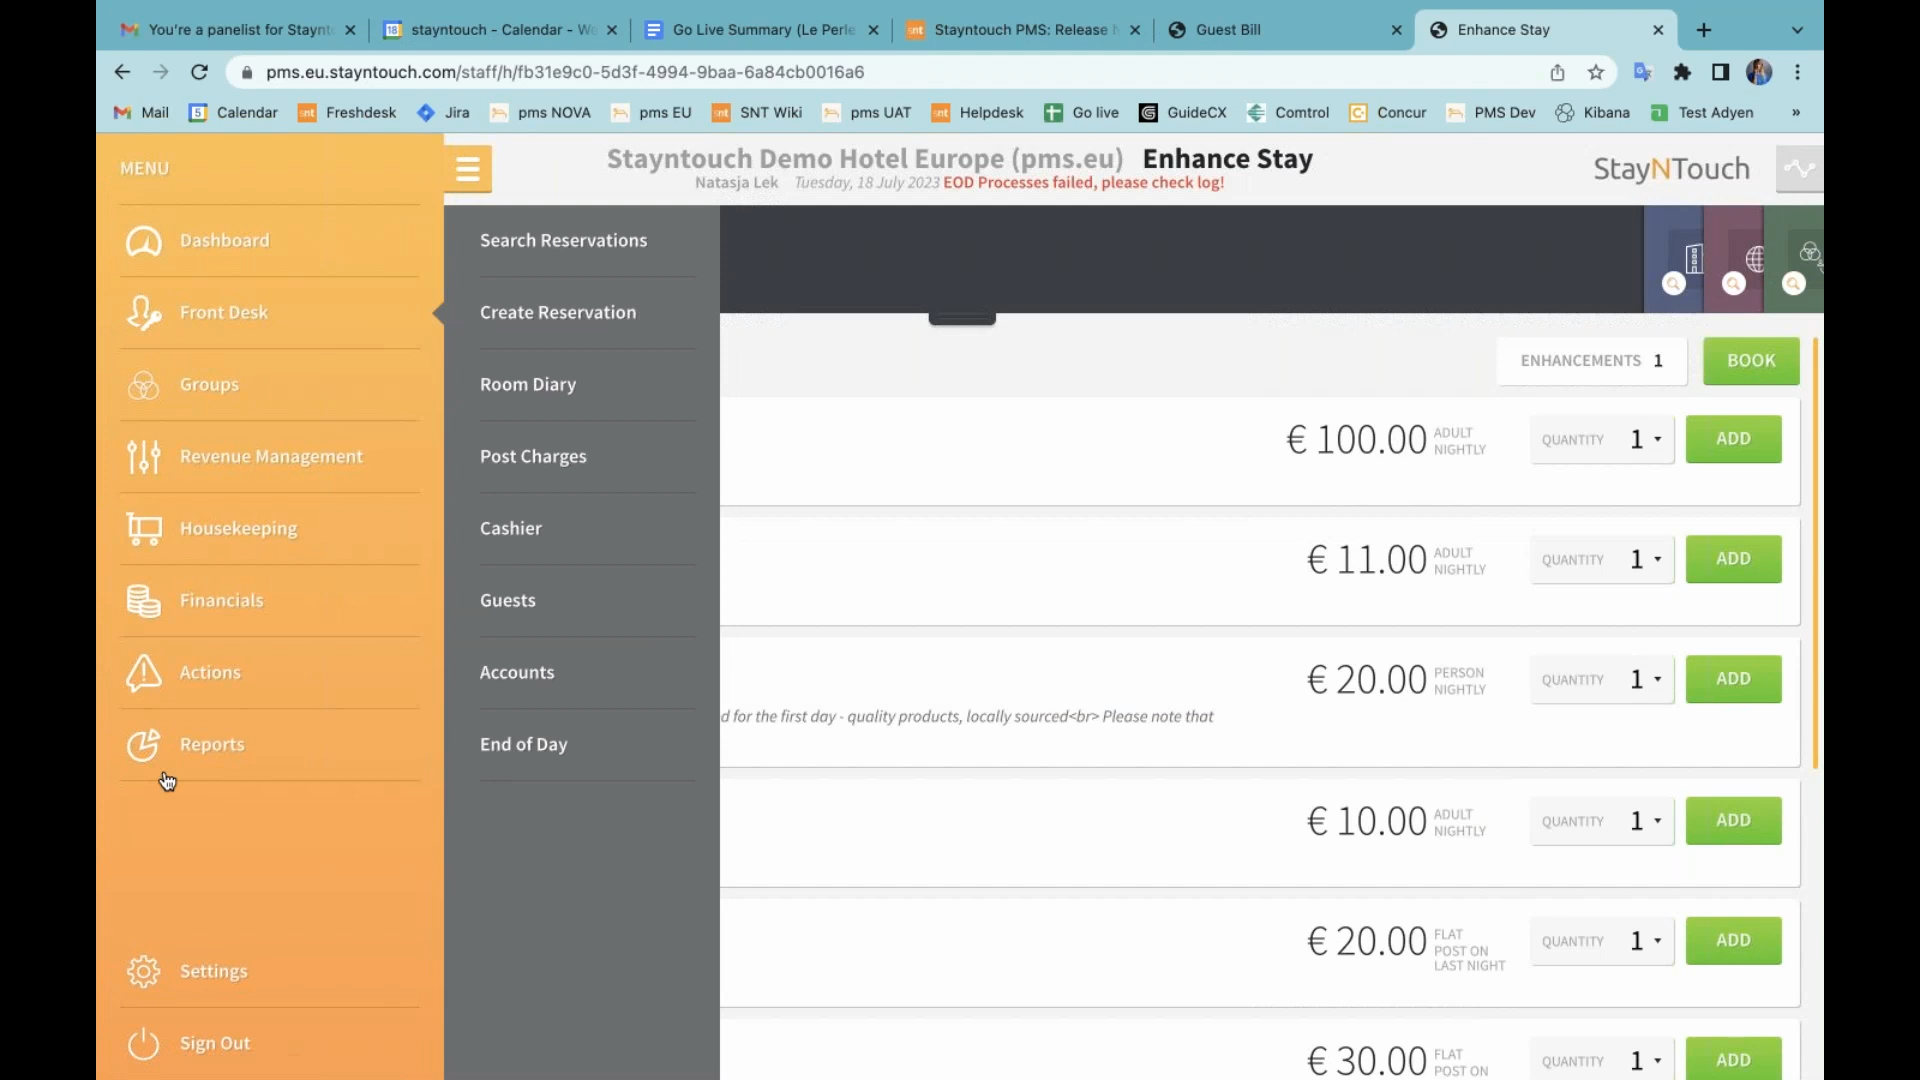 You're a panelist for Staynt
stayntouch - Calendar - We
Go Live Summary (Le Perle
Stayntouch PMS: Release N
Guest Bill
Enhance Stay
pms.eu.stayntouch.com/staff/h/fb31e9c0-5d3f-4994-9baa-6a84cb0016a6
Mail
Calendar
Freshdesk
Jira
pms NOVA
pms EU
SNT Wiki
pms UAT
Helpdesk
Go live
GuideCX
Comtrol
Concur
PMS Dev
Kibana
Test Adyen
»
MENU
Stayntouch Demo Hotel Europe (pms.eu) Enhance Stay
Natasja Lek Tuesday, 18 July 2023 EOD Processes failed, please check log!
StayNTouch
Dashboard
Front Desk
Groups
Revenue Management
Housekeeping
Financials
Actions
Reports
Settings
Sign Out
Search Reservations
Create Reservation
Room Diary
Post Charges
Cashier
Guests
Accounts
End of Day
ENHANCEMENTS 1
BOOK
€ 100.00 ADULT
NIGHTLY
QUANTITY 1
ADD
€ 11.00 ADULT
NIGHTLY
QUANTITY 1
ADD
€ 20.00 PERSON
NIGHTLY
QUANTITY 1
ADD
d for the first day - quality products, locally sourced<br> Please note that
€ 10.00 ADULT
NIGHTLY
QUANTITY 1
ADD
€ 20.00 FLAT
POST ON
LAST NIGHT
QUANTITY 1
ADD
€ 30.00 FLAT
POST ON
QUANTITY 1
ADD